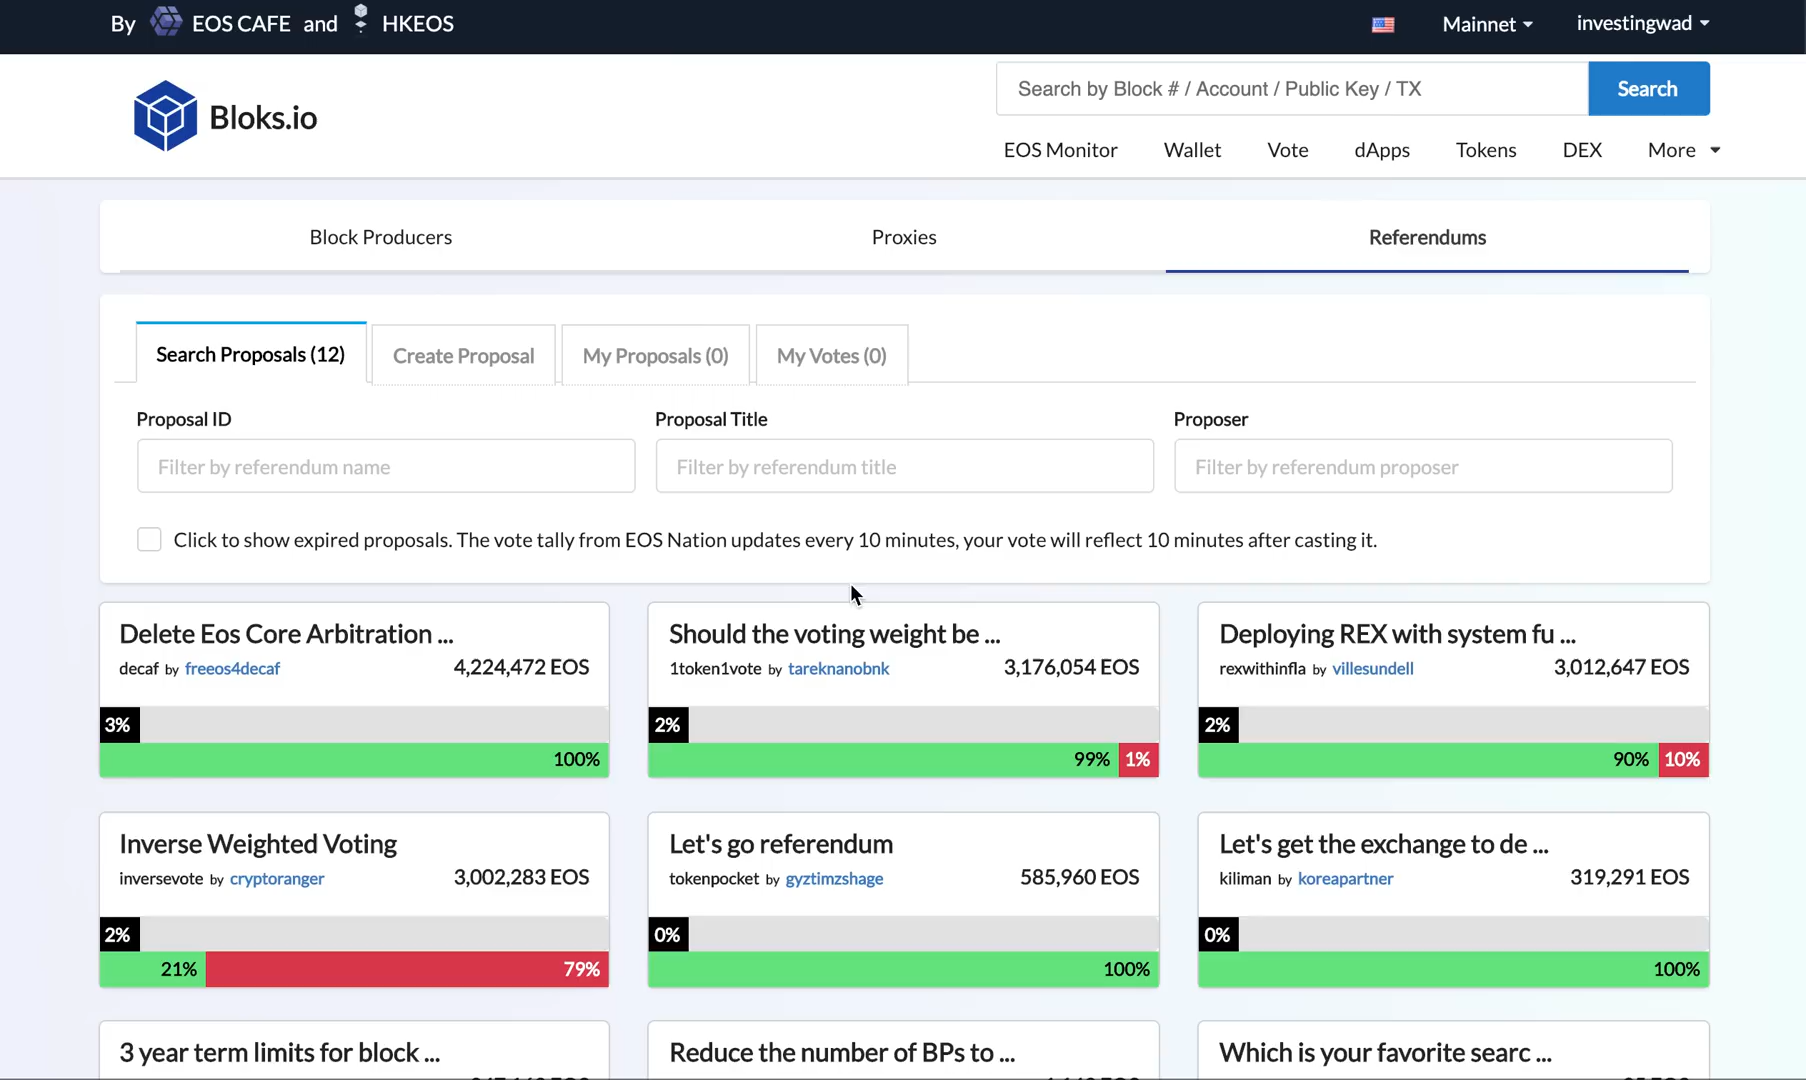 By EOS CAFE and HKEOS
Mainnet
investingwad
Bloks.io
Search by Block # / Account / Public Key / TX
Search
EOS Monitor
Wallet
Vote
dApps
Tokens
DEX
More
Block Producers
Proxies
Referendums
Search Proposals (12)
Create Proposal
My Proposals (0)
My Votes (0)
Proposal ID
Proposal Title
Proposer
Filter by referendum name
Filter by referendum title
Filter by referendum proposer
Click to show expired proposals. The vote tally from EOS Nation updates every 10 minutes, your vote will reflect 10 minutes after casting it.
Delete Eos Core Arbitration ...
decaf by freeos4decaf
4,224,472 EOS
3%
100%
Should the voting weight be ...
1token1vote by tareknanobnk
3,176,054 EOS
2%
99%
1%
Deploying REX with system fu ...
rexwithinfla by villesundell
3,012,647 EOS
2%
90%
10%
Inverse Weighted Voting
inversevote by cryptoranger
3,002,283 EOS
2%
21%
79%
Let's go referendum
tokenpocket by gyztimzshage
585,960 EOS
0%
100%
Let's get the exchange to de ...
kiliman by koreapartner
319,291 EOS
0%
100%
3 year term limits for block ...
Reduce the number of BPs to ...
Which is your favorite searc ...